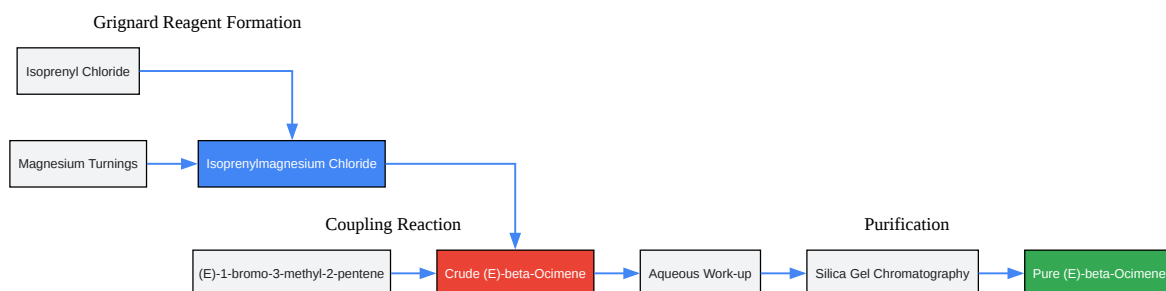 Grignard Reagent Formation
Isoprenyl Chloride
Magnesium Turnings
Isoprenylmagnesium Chloride
Coupling Reaction
Purification
(E)-1-bromo-3-methyl-2-pentene
Crude (E)-beta-Ocimene
Aqueous Work-up
Silica Gel Chromatography
Pure (E)-beta-Ocimene